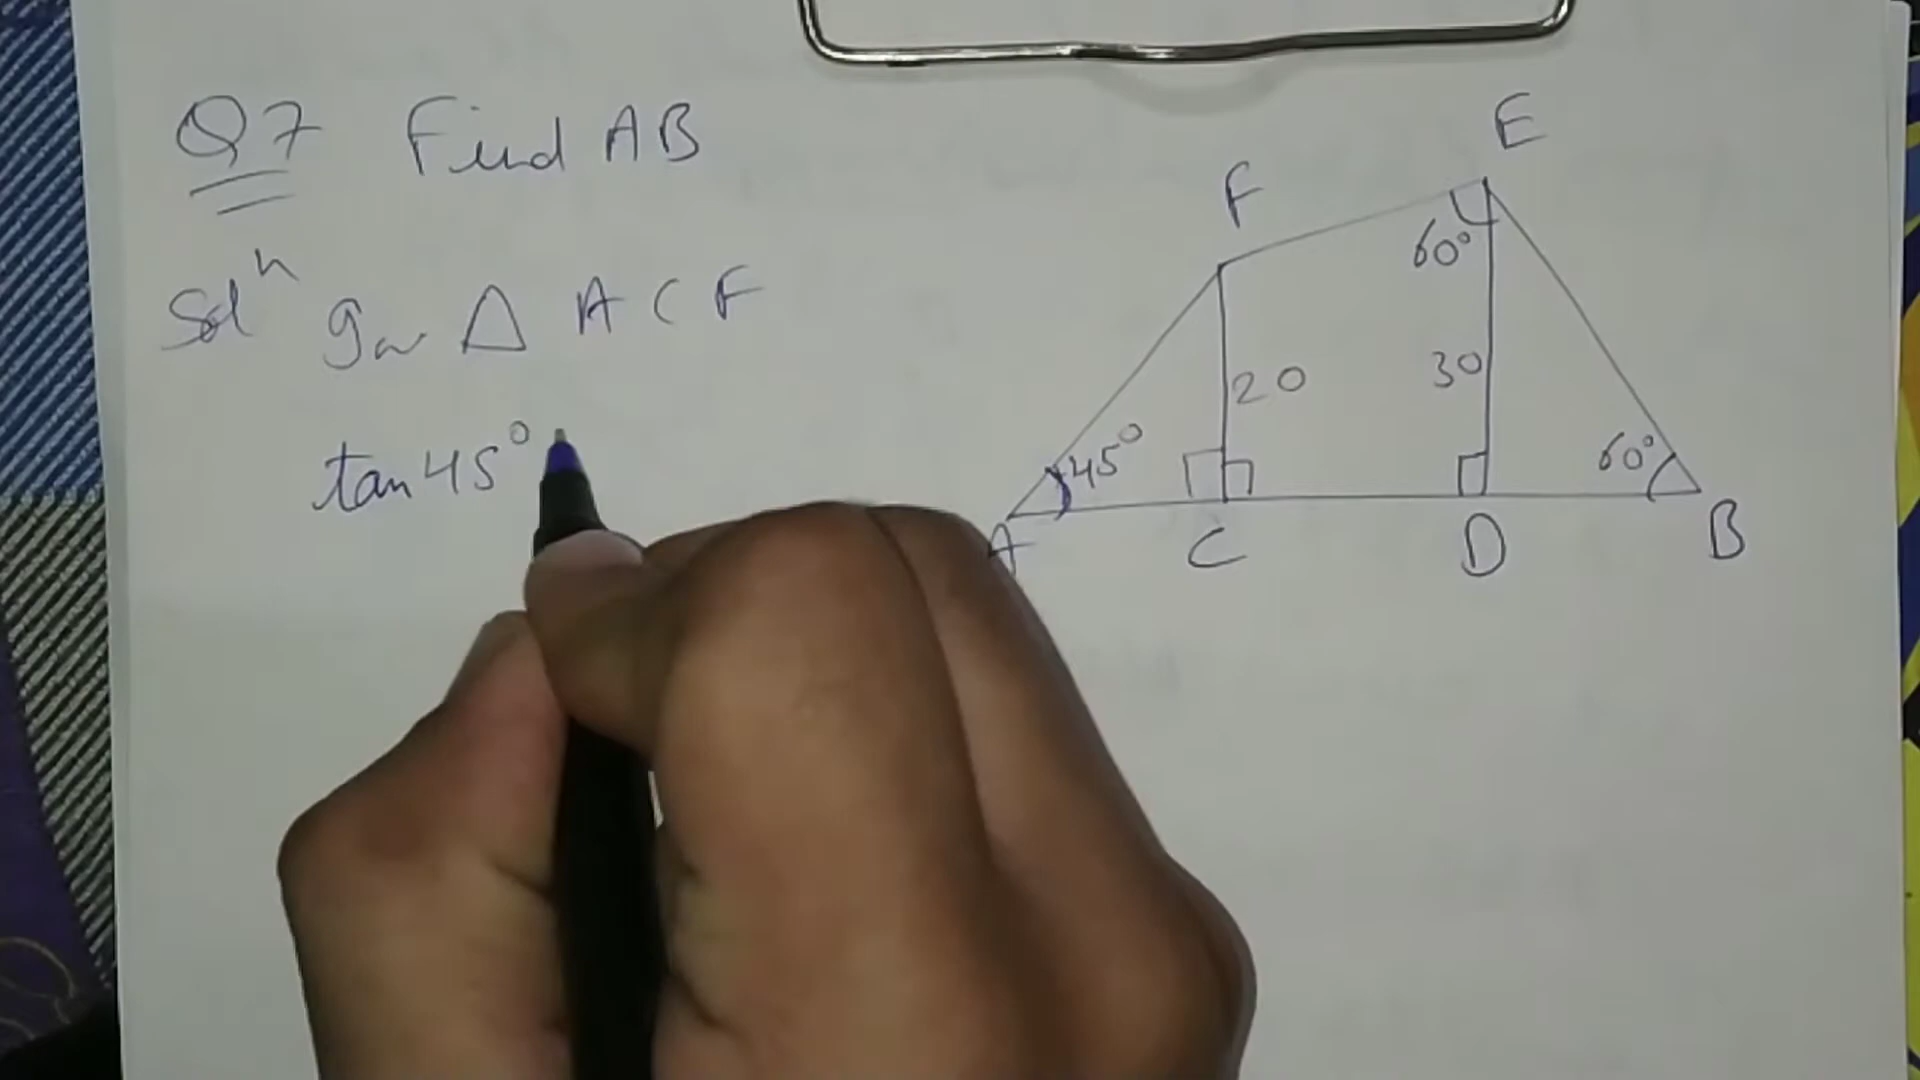 Q7 Find AB
Solⁿ In Δ ACF
tan 45°
E
F
60°
20
30
45°
60°
A C D B